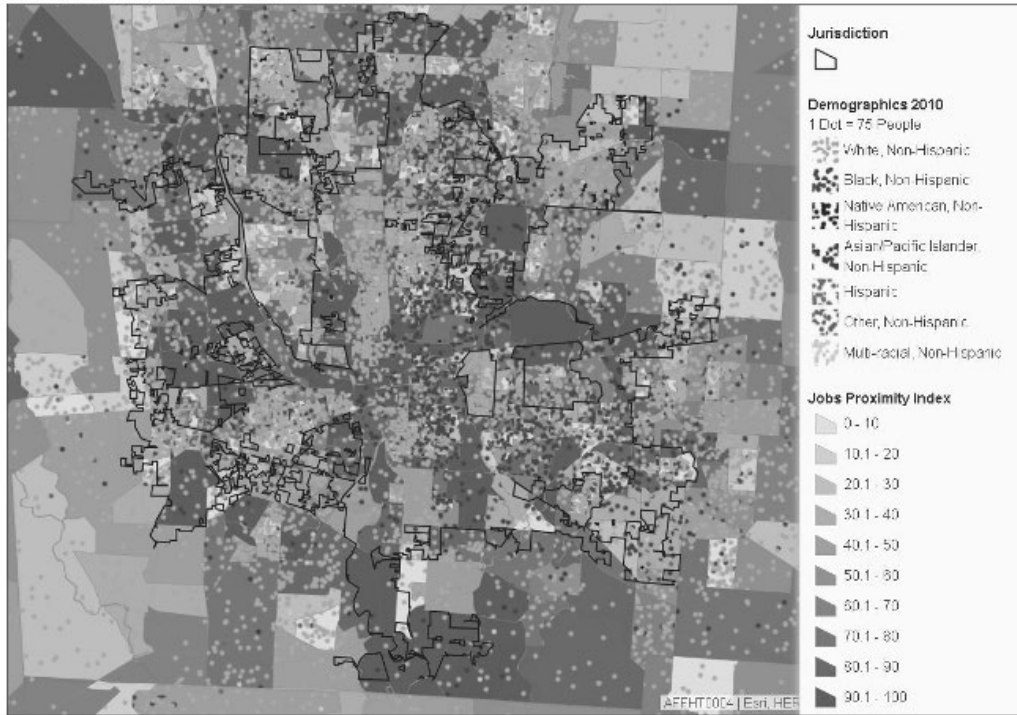 Jurisdiction
Demographics 2010
1 Dot = 75 People
White, Non-Hispanic
Black, Non-Hispanic
Native American, Non-
Hispanic
Asian/Pacific Islander,
Non-Hispanic
Hispanic
Other, Non-Hispanic
Multi-racial, Non-Hispanic
Jobs Proximity Index
0 - 10
10.1 - 20
20.1 - 30
30.1 - 40
40.1 - 50
50.1 - 60
60.1 - 70
70.1 - 80
80.1 - 90
90.1 - 100
AFFHT0004 | Esri, HER